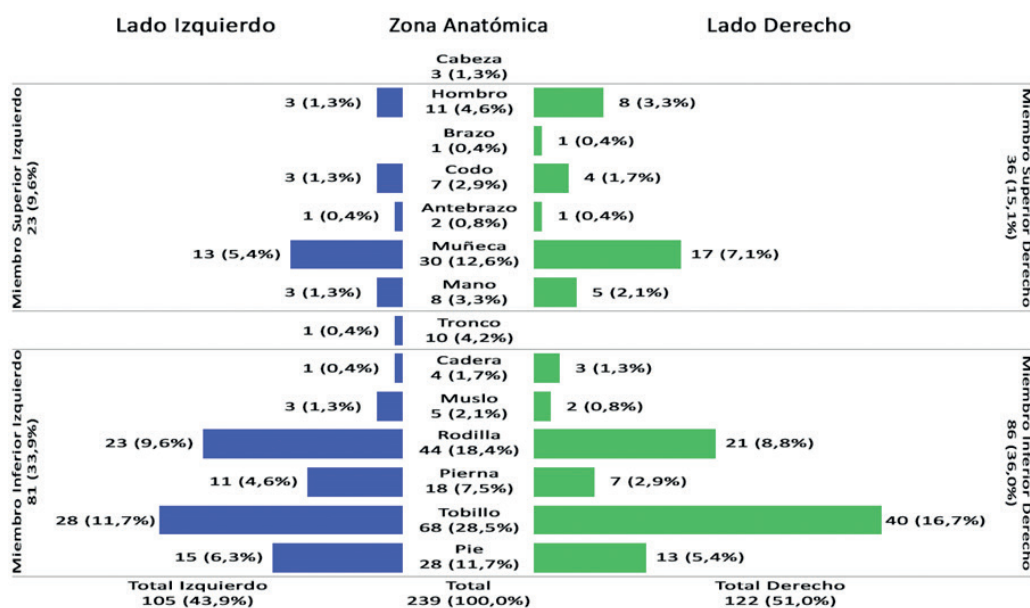 Lado Izquierdo Zona Anatómica Lado Derecho
Cabeza
3 (1,3%)
Miembro Superior Izquierdo
23 (9,6%)
Miembro Superior Derecho
36 (15,1%)
3 (1,3%) Hombro 8 (3,3%)
11 (4,6%)
Brazo 1 (0,4%)
1 (0,4%)
3 (1,3%) Codo 4 (1,7%)
7 (2,9%)
1 (0,4%) Antebrazo 1 (0,4%)
2 (0,8%)
13 (5,4%) Muñeca 17 (7,1%)
30 (12,6%)
3 (1,3%) Mano 5 (2,1%)
8 (3,3%)
1 (0,4%) Tronco
10 (4,2%)
Miembro Inferior Izquierdo
81 (33,9%)
Miembro Inferior Derecho
86 (36,0%)
1 (0,4%) Cadera 3 (1,3%)
4 (1,7%)
3 (1,3%) Muslo 2 (0,8%)
5 (2,1%)
23 (9,6%) Rodilla 21 (8,8%)
44 (18,4%)
11 (4,6%) Pierna 7 (2,9%)
18 (7,5%)
28 (11,7%) Tobillo 40 (16,7%)
68 (28,5%)
15 (6,3%) Pie 13 (5,4%)
28 (11,7%)
Total Izquierdo Total Total Derecho
105 (43,9%) 239 (100,0%) 122 (51,0%)